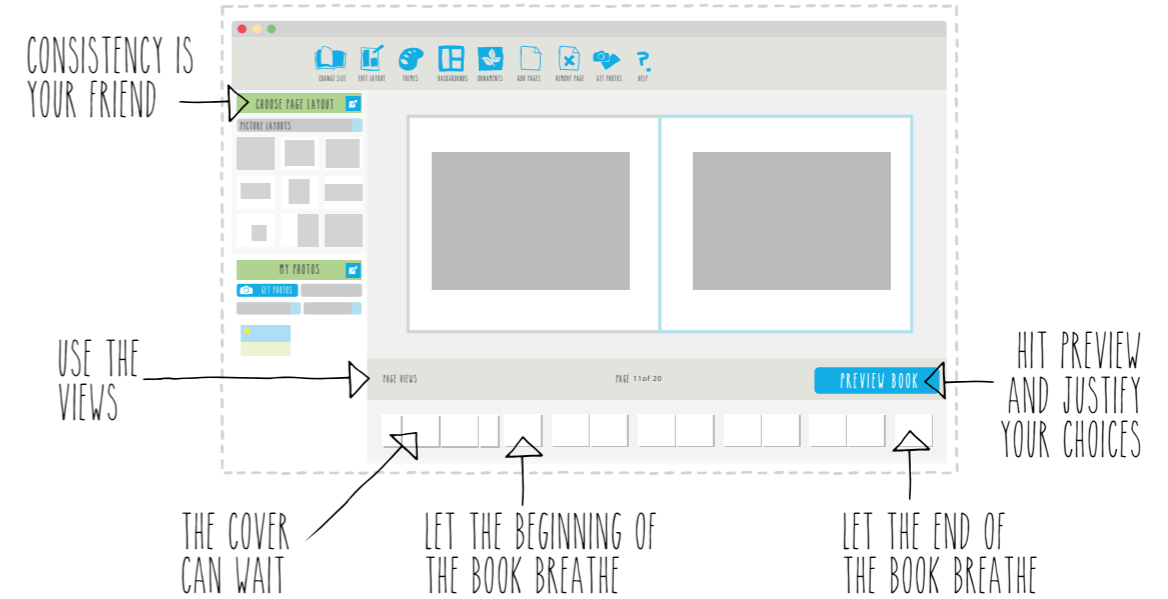 CONSISTENCY IS
YOUR FRIEND
CHANGE SIZE
EDIT LAYOUT
THEMES
BACKGROUNDS
ORNAMENTS
ADD PAGES
REMOVE PAGE
GET PHOTOS
HELP
CHOOSE PAGE LAYOUT
PICTURE LAYOUTS
MY PHOTOS
GET PHOTOS
USE THE
VIEWS
PAGE VIEWS
PAGE 11 of 20
PREVIEW BOOK
HIT PREVIEW
AND JUSTIFY
YOUR CHOICES
THE COVER
CAN WAIT
LET THE BEGINNING OF
THE BOOK BREATHE
LET THE END OF
THE BOOK BREATHE